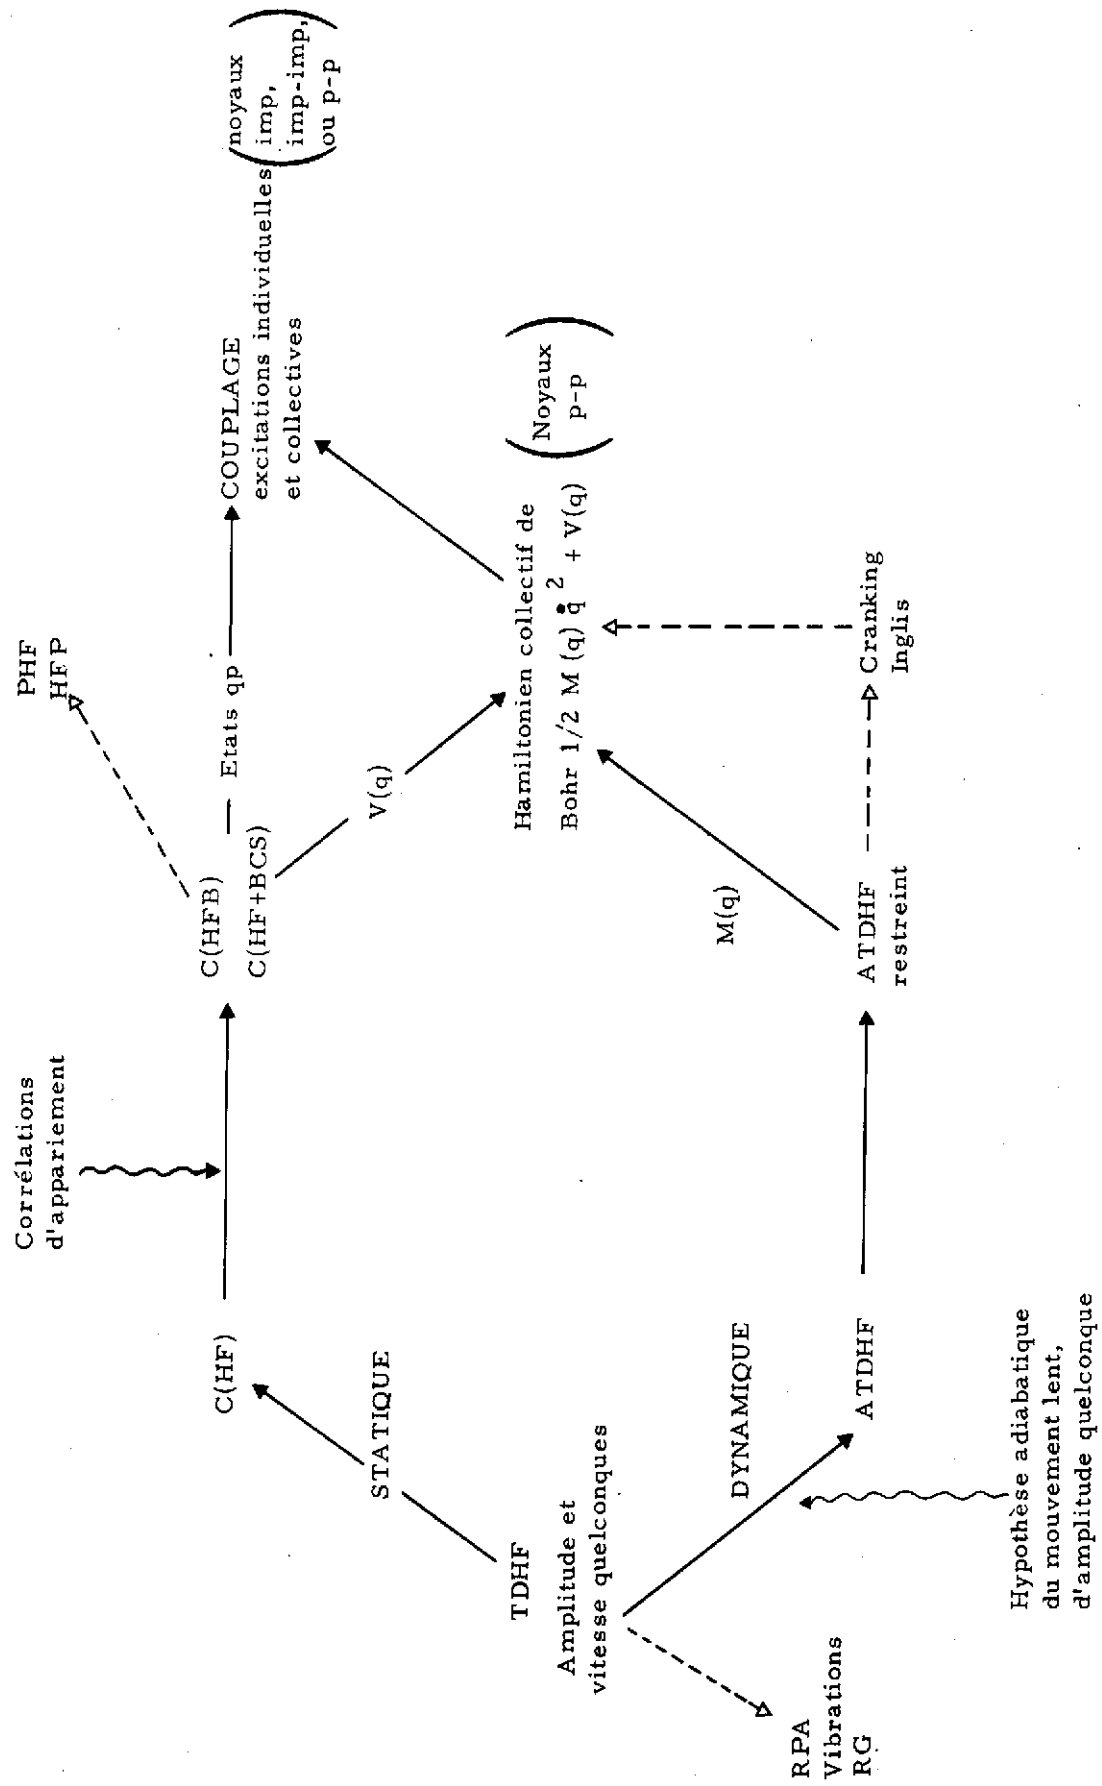 Corrélations
d'appariement
PHF
HFP
C(HF)
C(HFB)
C(HF+BCS)
Etats qp
COUPLAGE
excitations individuelles
et collectives
(noyaux
imp,
imp-imp,
ou p-p)
STATIQUE
V(q)
TDHF
Amplitude et
vitesse quelconques
Hamiltonien collectif de
Bohr 1/2 M (q) q̇ ² + V(q)
(Noyaux
p-p)
M(q)
DYNAMIQUE
RPA
Vibrations
RG
ATDHF
ATDHF
restreint
Cranking
Inglis
Hypothèse adiabatique
du mouvement lent,
d'amplitude quelconque